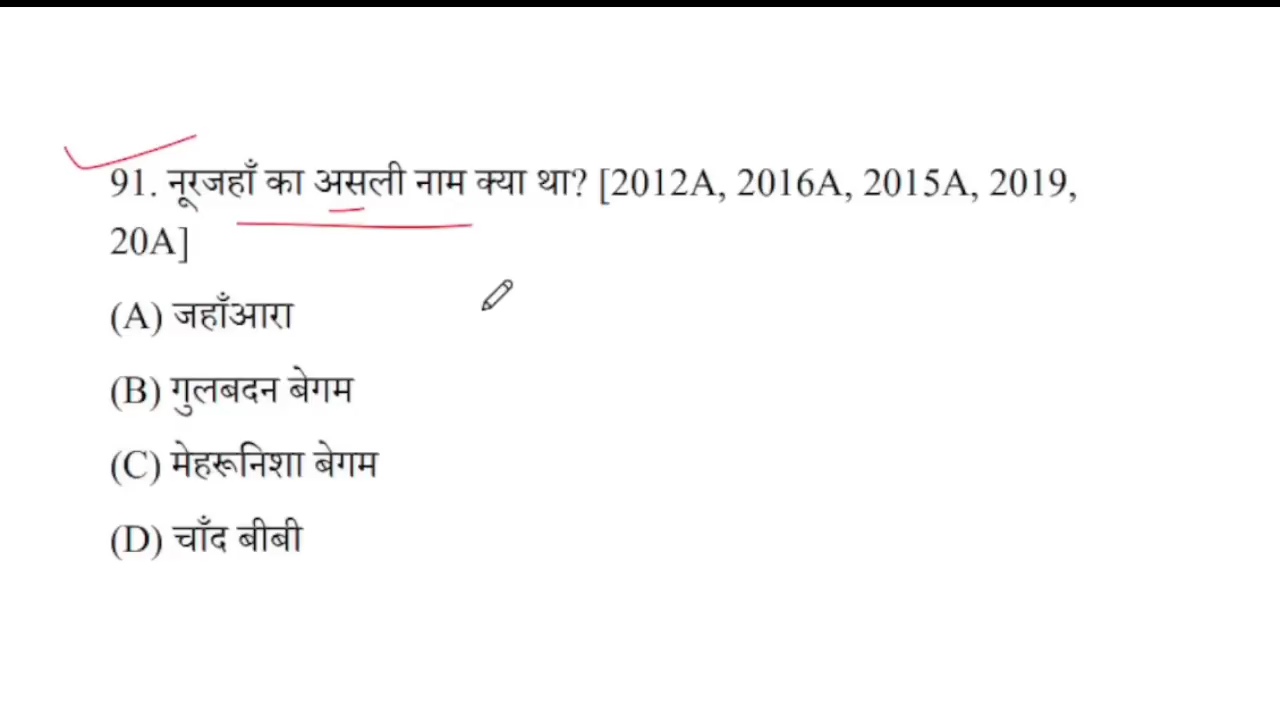 91. नूरजहाँ का असली नाम क्या था? [2012A, 2016A, 2015A, 2019,
20A]
(A) जहाँआरा
(B) गुलबदन बेगम
(C) मेहरूनिशा बेगम
(D) चाँद बीबी